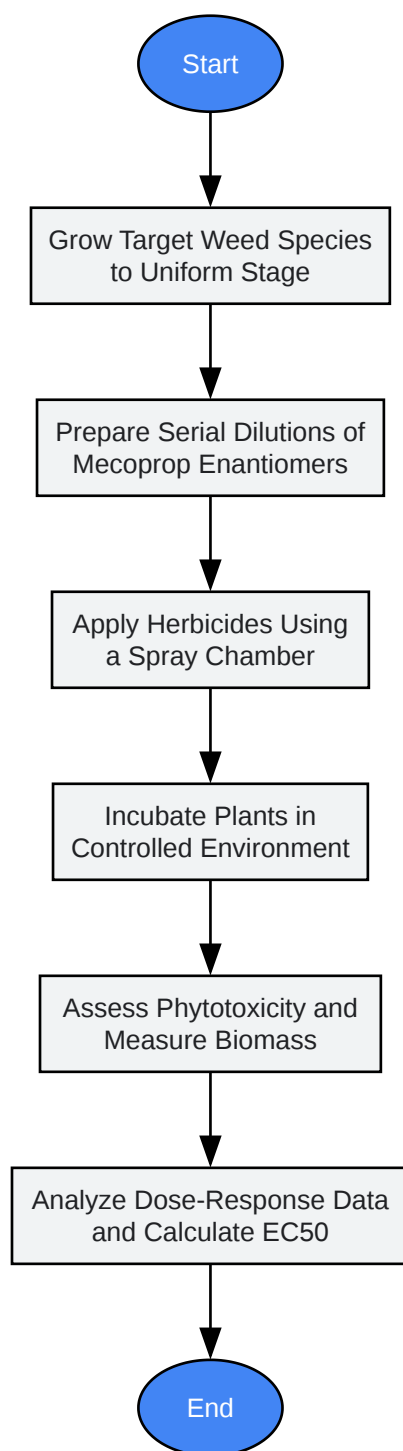 Start
Grow Target Weed Species
to Uniform Stage
Prepare Serial Dilutions of
Mecoprop Enantiomers
Apply Herbicides Using
a Spray Chamber
Incubate Plants in
Controlled Environment
Assess Phytotoxicity and
Measure Biomass
Analyze Dose-Response Data
and Calculate EC50
End